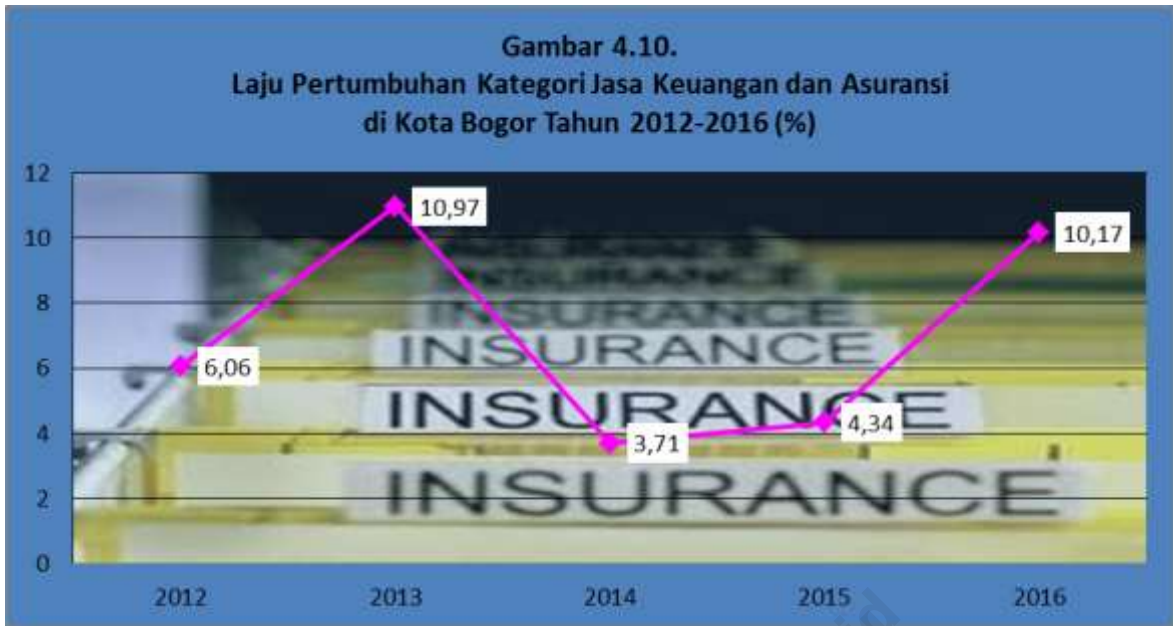 Gambar 4.10.
Laju Pertumbuhan Kategori Jasa Keuangan dan Asuransi
di Kota Bogor Tahun 2012-2016 (%)
12
10
8
6
4
2
0
10,97
10,17
6,06
4,34
3,71
INSURANCE
INSURANCE
INSURANCE
INSURANCE
INSURANCE
2012 2013 2014 2015 2016